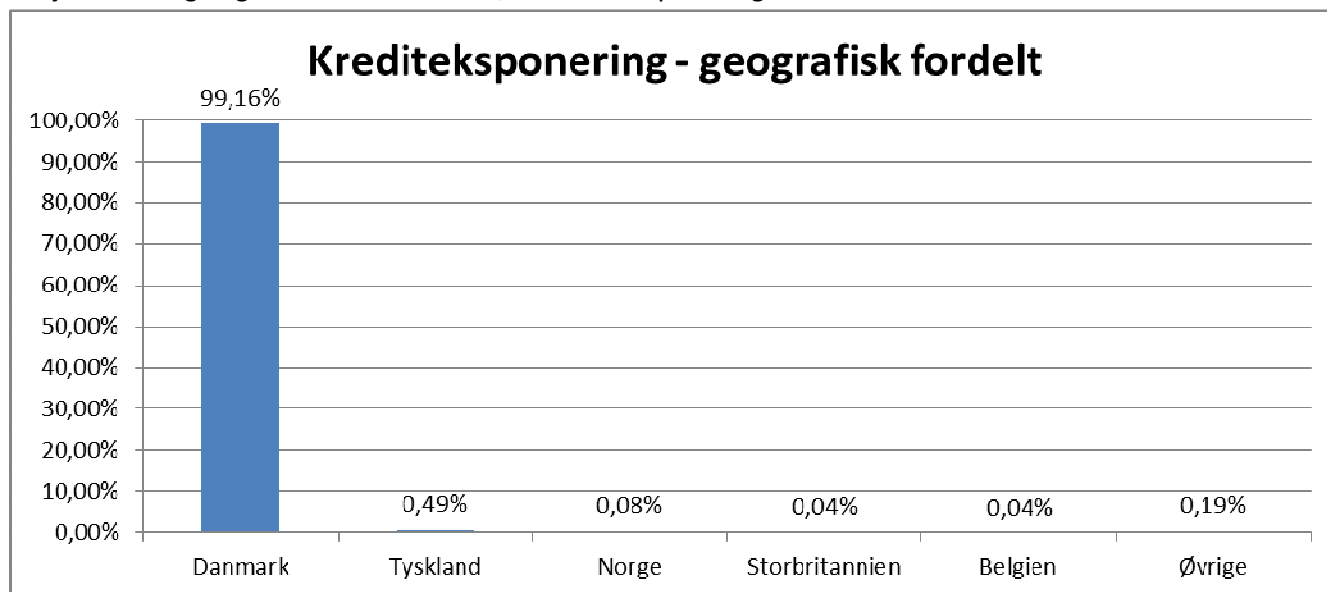 Krediteksponering - geografisk fordelt
99,16%
100,00%
90,00%
80,00%
70,00%
60,00%
50,00%
40,00%
30,00%
20,00%
10,00%
0,00%
0,49%
0,08%
0,04%
0,04%
0,19%
Danmark
Tyskland
Norge
Storbritannien
Belgien
Øvrige